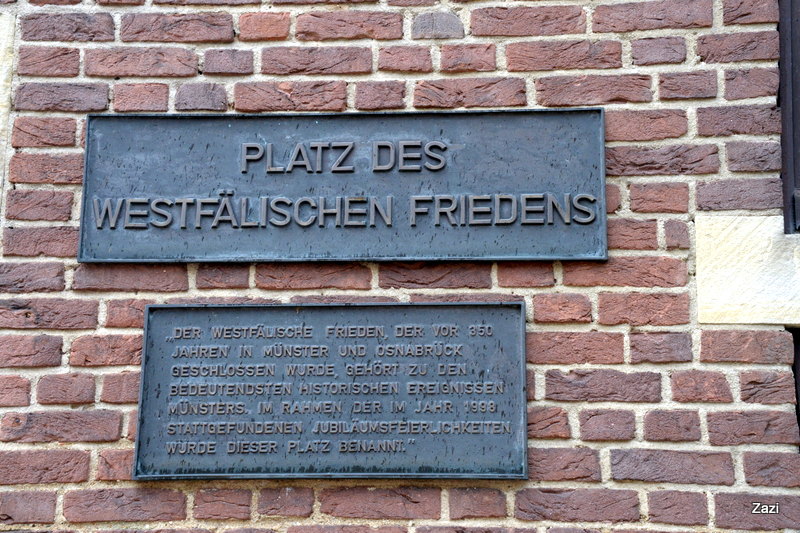 PLATZ DES
WESTFÄLISCHEN FRIEDENS
„DER WESTFÄLISCHE FRIEDEN, DER VOR 350
JAHREN IN MÜNSTER UND OSNABRÜCK
GESCHLOSSEN WURDE, GEHÖRT ZU DEN
BEDEUTENDSTEN HISTORISCHEN EREIGNISSEN
MÜNSTERS. IM RAHMEN DER IM JAHR 1998
STATTGEFUNDENEN JUBILÄUMSFEIERLICHKEITEN
WURDE DIESER PLATZ BENANNT."
Zazi